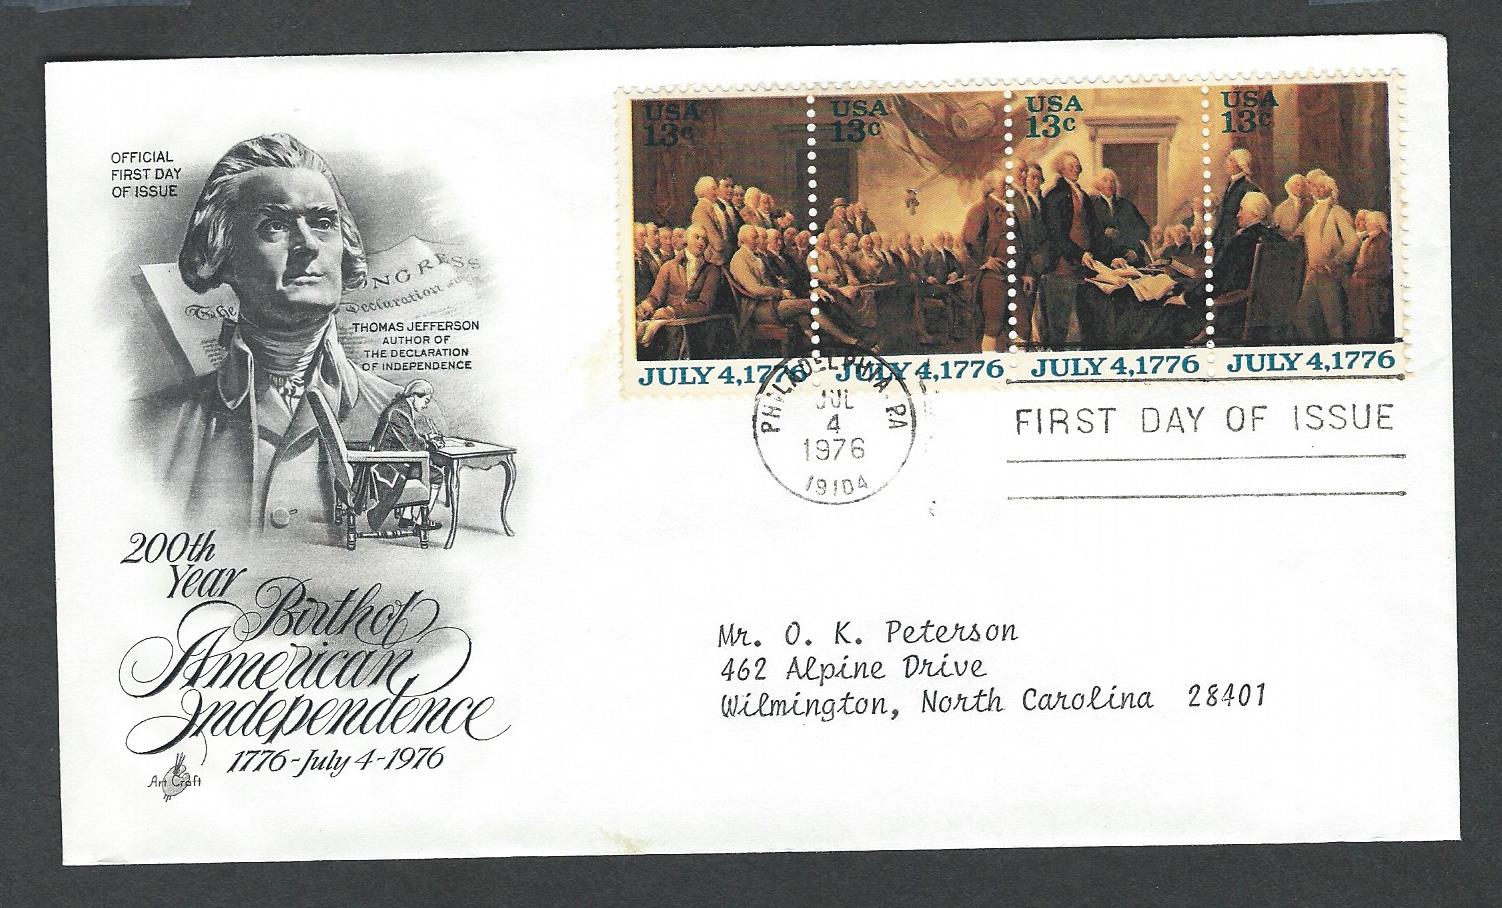 OFFICIAL
FIRST DAY
OF ISSUE
CONGRESS
The
Declaration
THOMAS JEFFERSON
AUTHOR OF
THE DECLARATION
OF INDEPENDENCE
200th
Year
Birth of
American
Independence
1776-July 4-1976
Art Craft
USA
13c
USA
13c
USA
13c
USA
13c
JULY 4, 1776
JULY 4, 1776
JULY 4, 1776
JULY 4, 1776
PHILADELPHIA, PA
JUL
4
1976
19104
FIRST DAY OF ISSUE
Mr. O. K. Peterson
462 Alpine Drive
Wilmington, North Carolina 28401